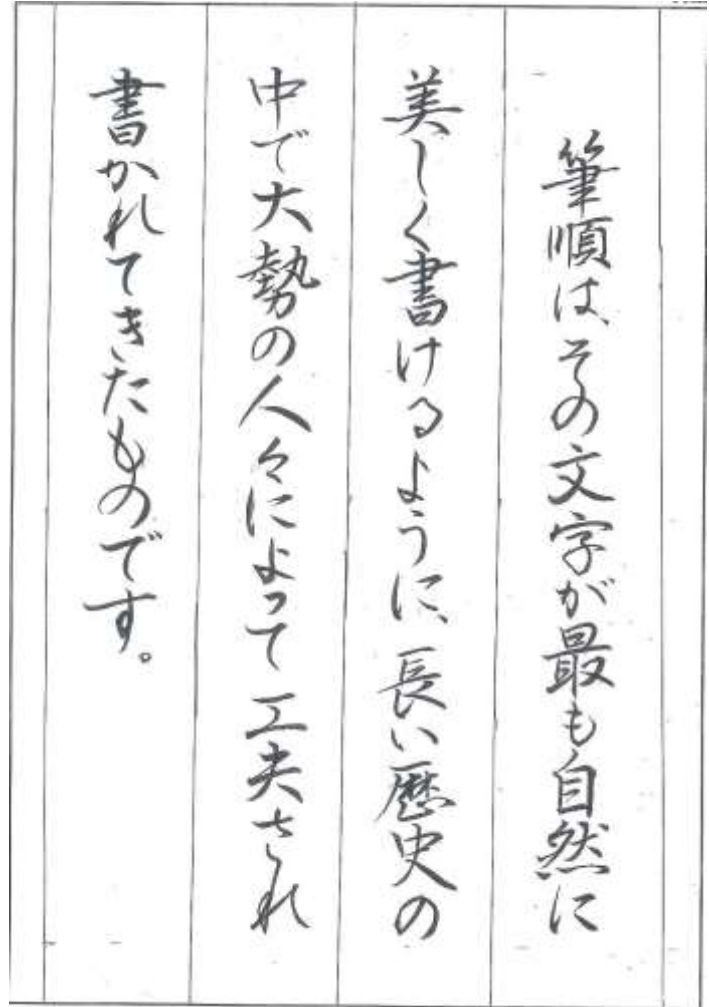 筆順は、その文字が最も自然に
美しく書けるように、長い歴史の
中で大勢の人々によって工夫され
書かれてきたものです。